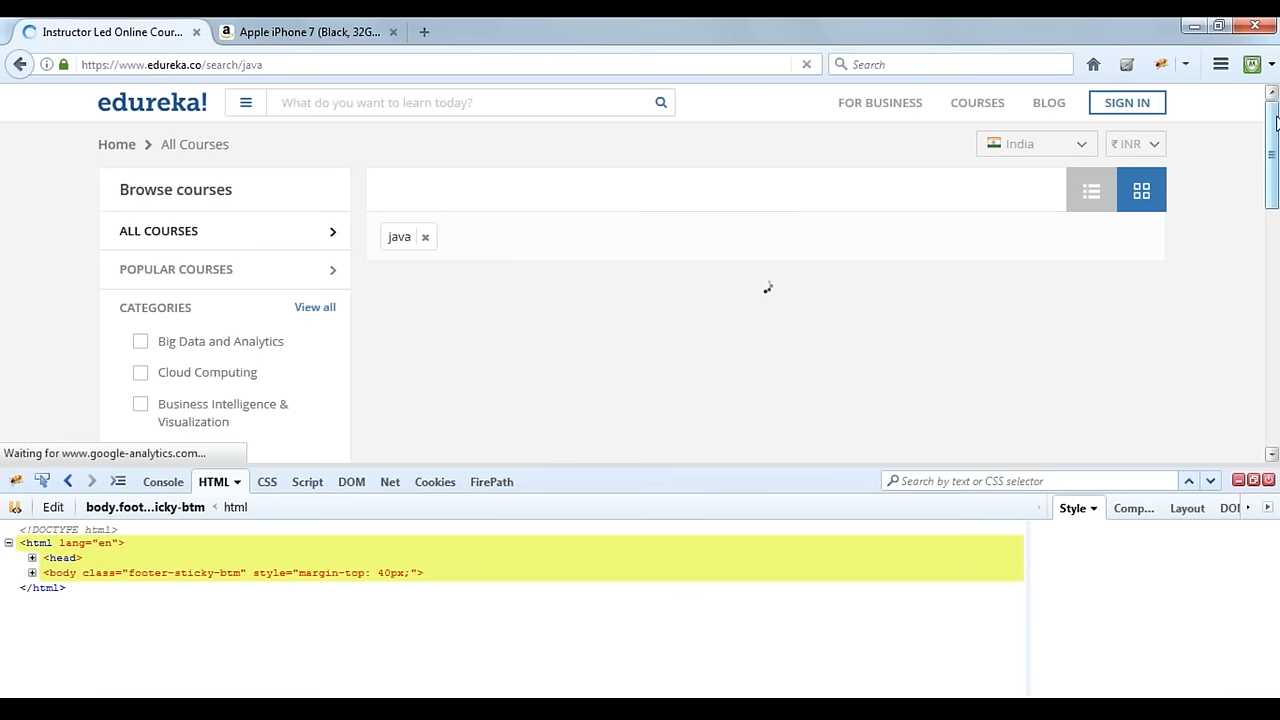 Instructor Led Online Cour... Apple iPhone 7 (Black, 32G...
https://www.edureka.co/search/java Search
edureka! What do you want to learn today? FOR BUSINESS COURSES BLOG SIGN IN
Home All Courses India ₹ INR
Browse courses
ALL COURSES java
POPULAR COURSES
CATEGORIES View all
Big Data and Analytics
Cloud Computing
Business Intelligence &
Visualization
Waiting for www.google-analytics.com...
Console HTML CSS Script DOM Net Cookies FirePath Search by text or CSS selector
Edit body.foot...icky-btm < html Style Comp... Layout DO
<!DOCTYPE html>
<html lang="en">
<head>
<body class="footer-sticky-btm" style="margin-top: 40px;">
</html>